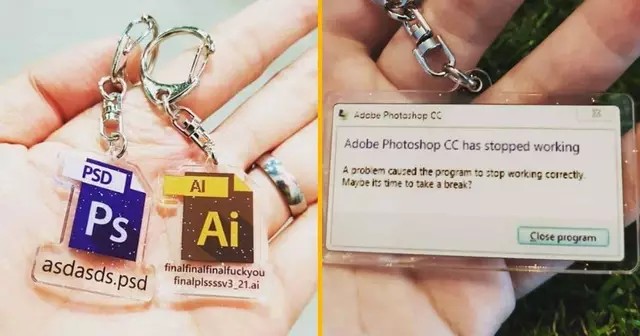 PSD
Ps
asdasds.psd
AI
Ai
finalfinalfinalfuckyou
finalplssssv3_21.ai
Adobe Photoshop CC
Adobe Photoshop CC has stopped working
A problem caused the program to stop working correctly.
Maybe its time to take a break?
Close program